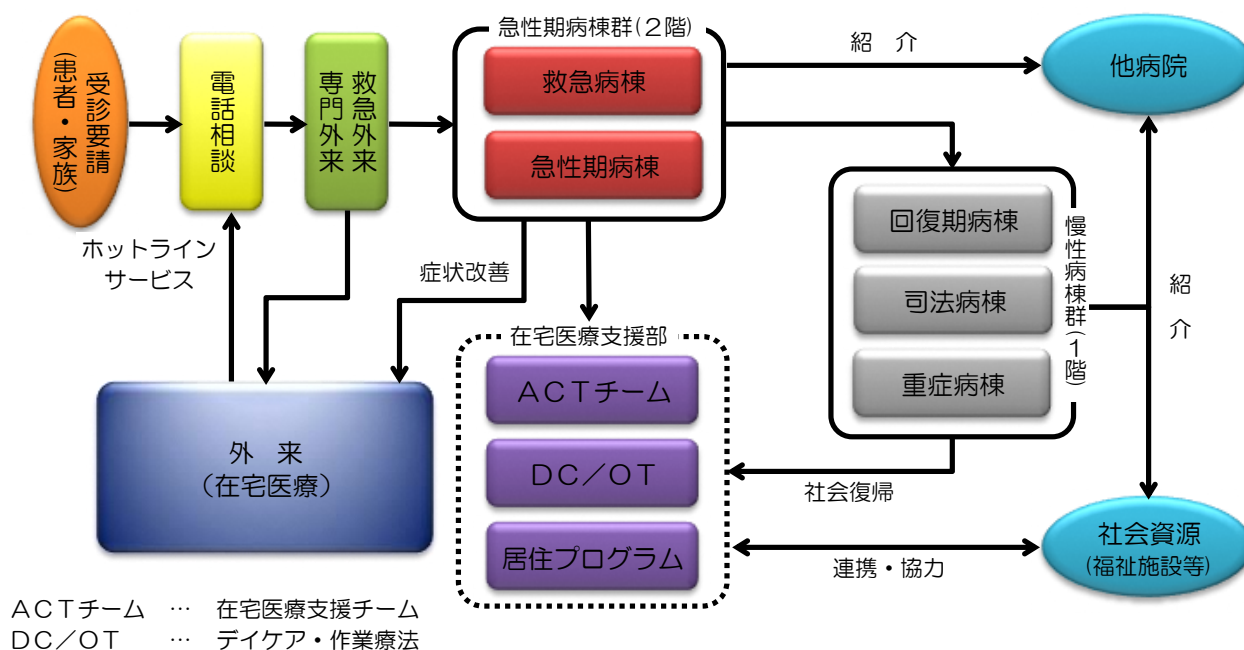 受診要請
(患者・家族)
電話相談
救急外来
専門外来
急性期病棟群(２階)
救急病棟
急性期病棟
紹　介
他病院
ホットライン
サービス
症状改善
回復期病棟
司法病棟
重症病棟
慢性病棟群(１階)
紹　介
外　来
(在宅医療)
在宅医療支援部
ＡＣＴチーム
ＤＣ／ＯＴ
居住プログラム
社会復帰
連携・協力
社会資源
(福祉施設等)
ＡＣＴチーム　…　在宅医療支援チーム
ＤＣ／ＯＴ　…　デイケア・作業療法